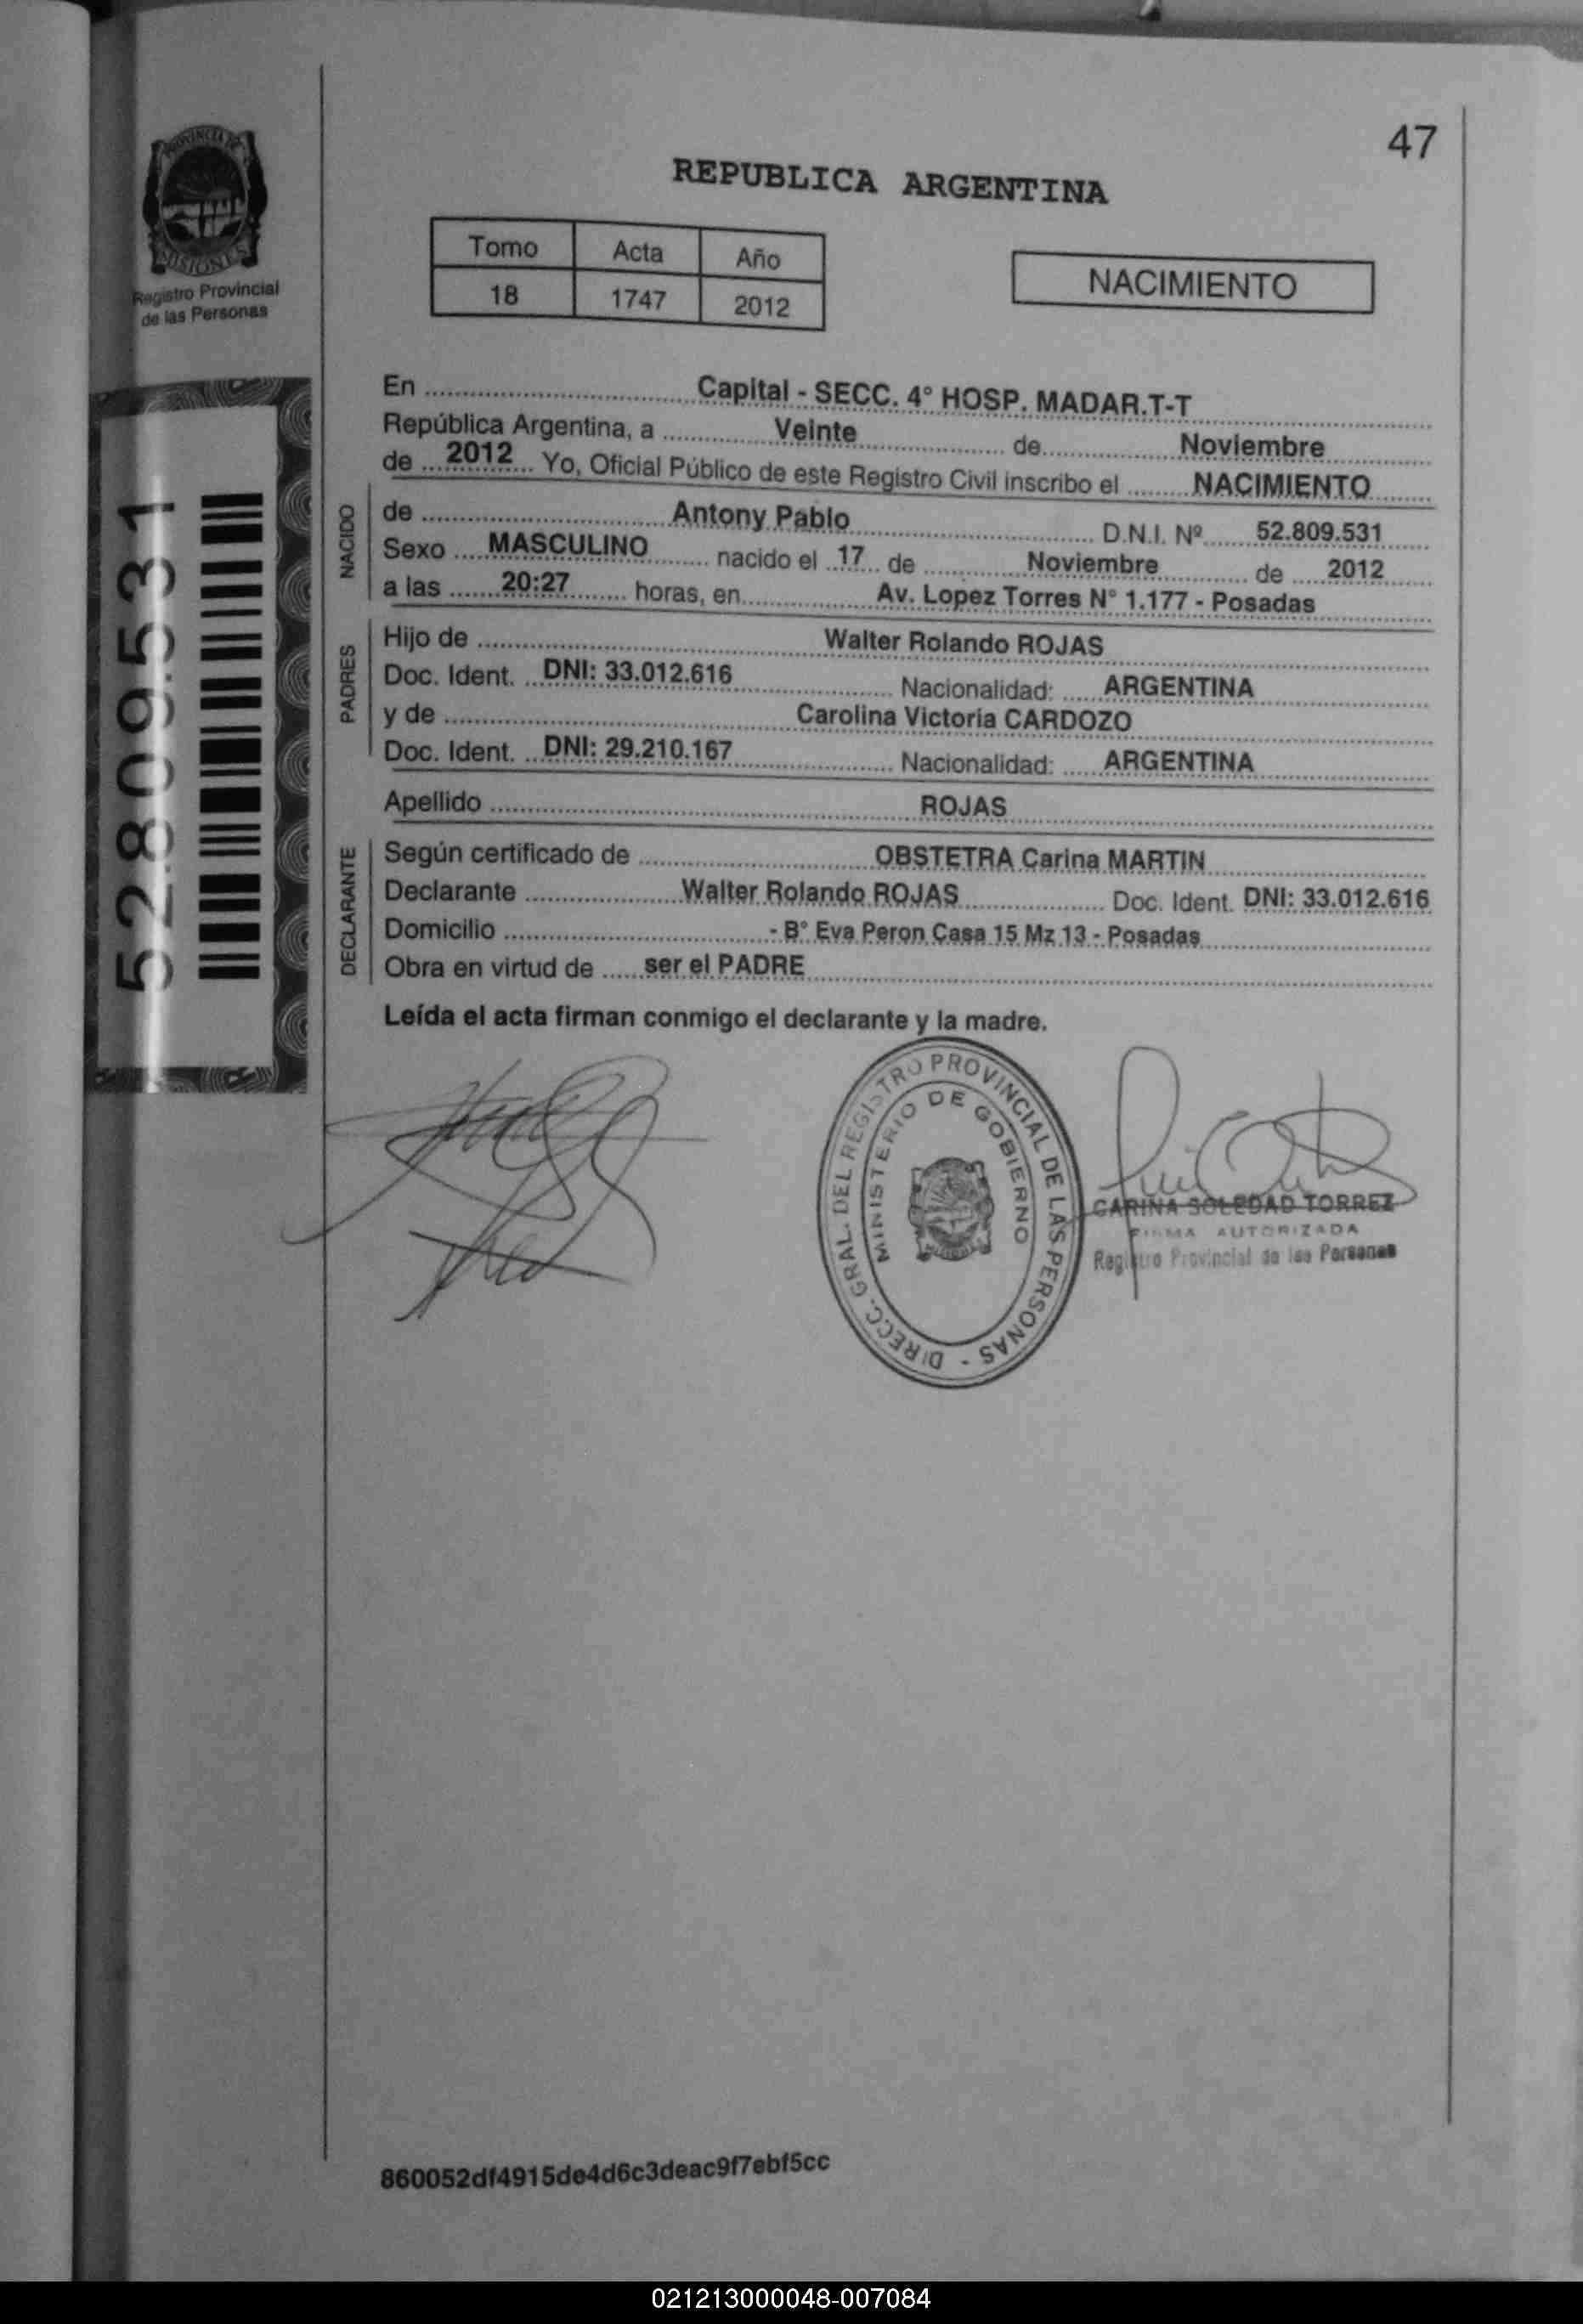 47
REPUBLICA ARGENTINA
PROVINCIA DE
MISIONES
Registro Provincial
de las Personas
Tomo Acta Año
18 1747 2012
NACIMIENTO
52809531
En Capital - SECC. 4° HOSP. MADAR.T-T
República Argentina, a Veinte de Noviembre
de 2012 Yo, Oficial Público de este Registro Civil inscribo el NACIMIENTO
NACIDO
de Antony Pablo D.N.I. Nº 52.809.531
Sexo MASCULINO nacido el 17 de Noviembre de 2012
a las 20:27 horas, en Av. Lopez Torres N° 1.177 - Posadas
PADRES
Hijo de Walter Rolando ROJAS
Doc. Ident. DNI: 33.012.616 Nacionalidad: ARGENTINA
y de Carolina Victoria CARDOZO
Doc. Ident. DNI: 29.210.167 Nacionalidad: ARGENTINA
Apellido ROJAS
DECLARANTE
Según certificado de OBSTETRA Carina MARTIN
Declarante Walter Rolando ROJAS Doc. Ident. DNI: 33.012.616
Domicilio - B° Eva Peron Casa 15 Mz 13 - Posadas
Obra en virtud de ser el PADRE
Leída el acta firman conmigo el declarante y la madre.
DIRECC. GRAL. DEL REGISTRO PROVINCIAL DE LAS PERSONAS -
MINISTERIO DE GOBIERNO
CARINA SOLEDAD TORREZ
FIRMA AUTORIZADA
Registro Provincial de las Personas
860052df4915de4d6c3deac9f7ebf5cc
021213000048-007084